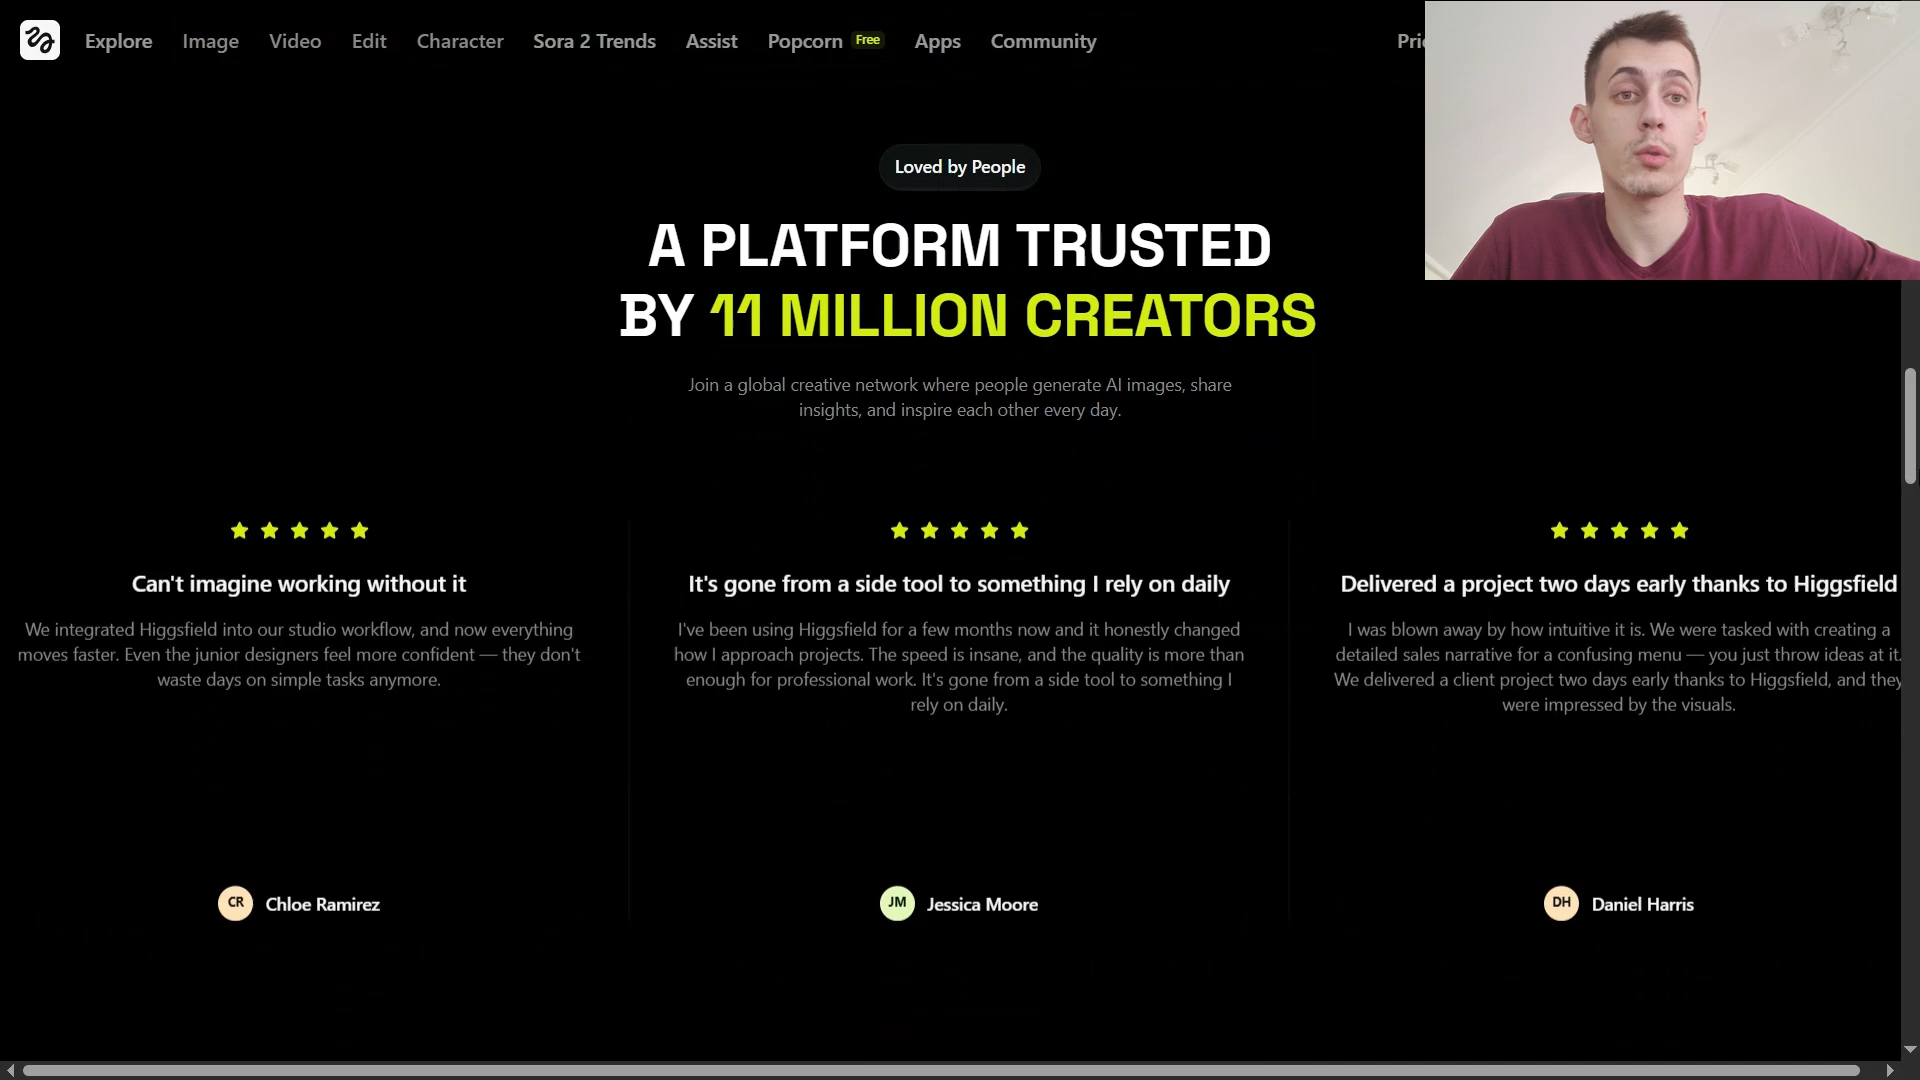 Explore Image Video Edit Character Sora 2 Trends Assist Popcorn Free Apps Community
Loved by People
A PLATFORM TRUSTED
BY 11 MILLION CREATORS
Join a global creative network where people generate AI images, share
insights, and inspire each other every day.
Can't imagine working without it
We integrated Higgsfield into our studio workflow, and now everything
moves faster. Even the junior designers feel more confident — they don't
waste days on simple tasks anymore.
CR Chloe Ramirez
It's gone from a side tool to something I rely on daily
I've been using Higgsfield for a few months now and it honestly changed
how I approach projects. The speed is insane, and the quality is more than
enough for professional work. It's gone from a side tool to something I
rely on daily.
JM Jessica Moore
Delivered a project two days early thanks to Higgsfield
I was blown away by how intuitive it is. We were tasked with creating a
detailed sales narrative for a confusing menu — you just throw ideas at it.
We delivered a client project two days early thanks to Higgsfield, and they
were impressed by the visuals.
DH Daniel Harris